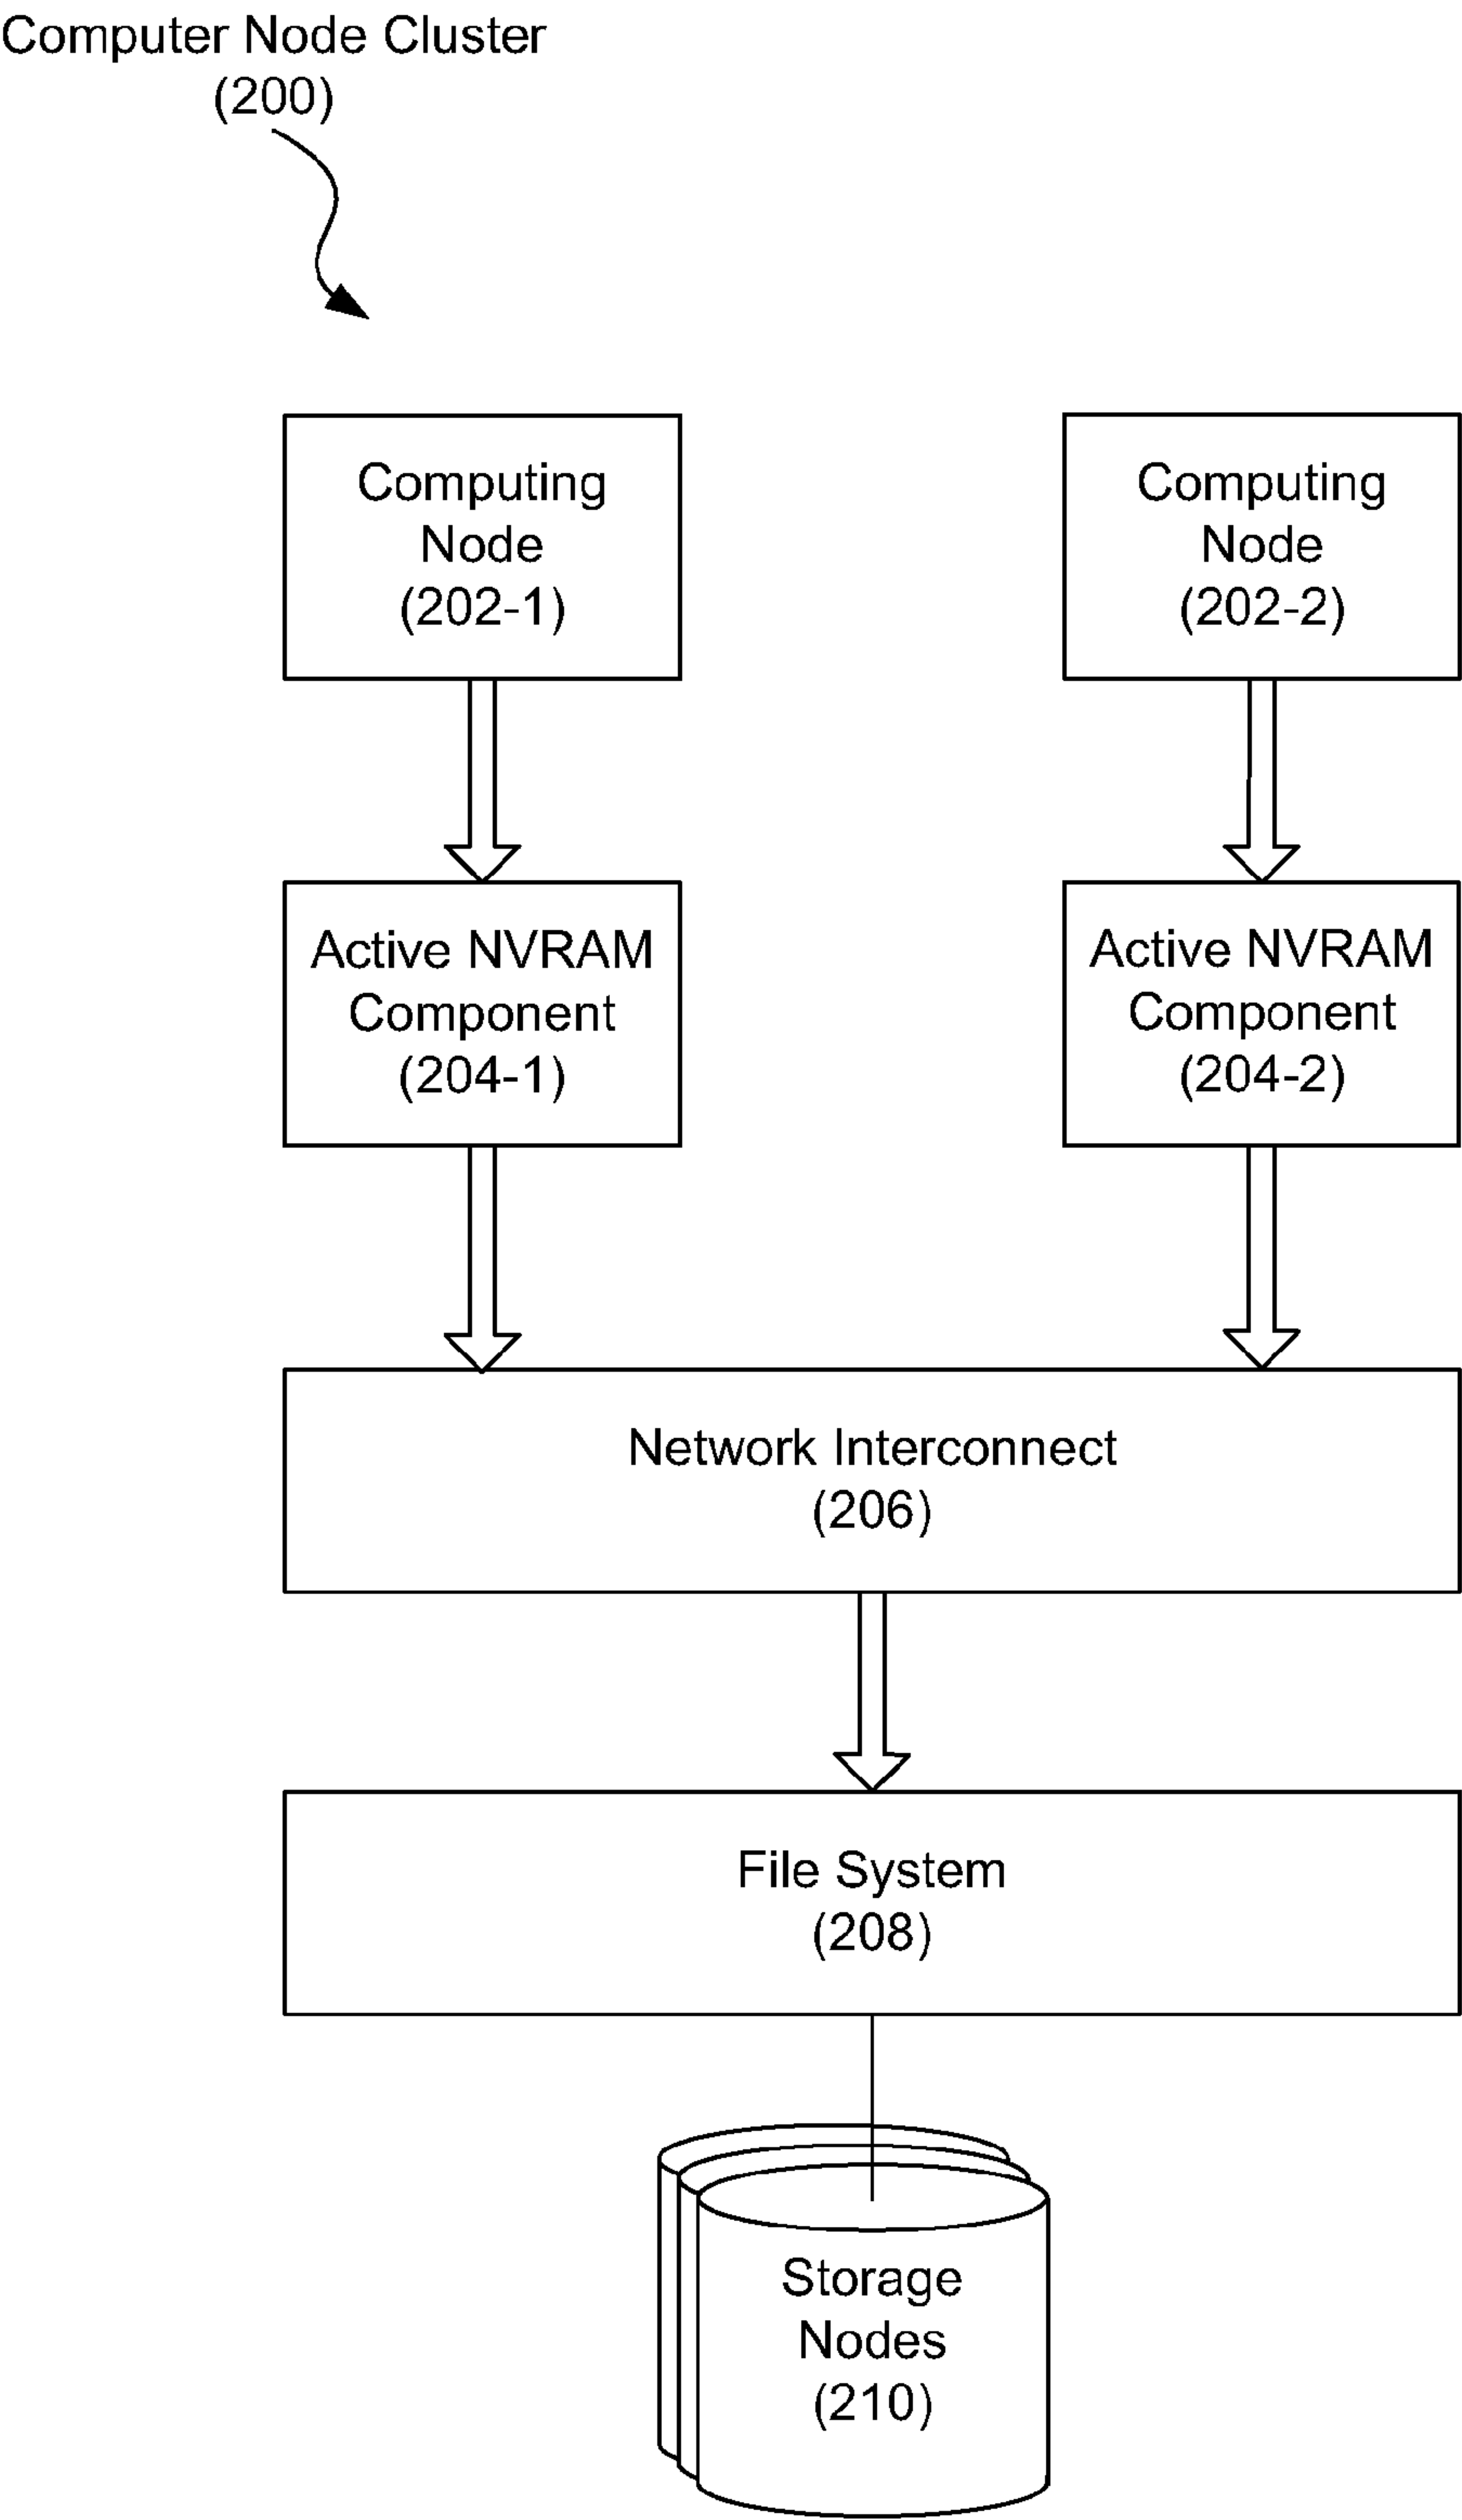 Computer Node Cluster
(200)
Computing
Node
(202-1)
Computing
Node
(202-2)
Active NVRAM
Component
(204-1)
Active NVRAM
Component
(204-2)
Network Interconnect
(206)
File System
(208)
Storage
Nodes
(210)